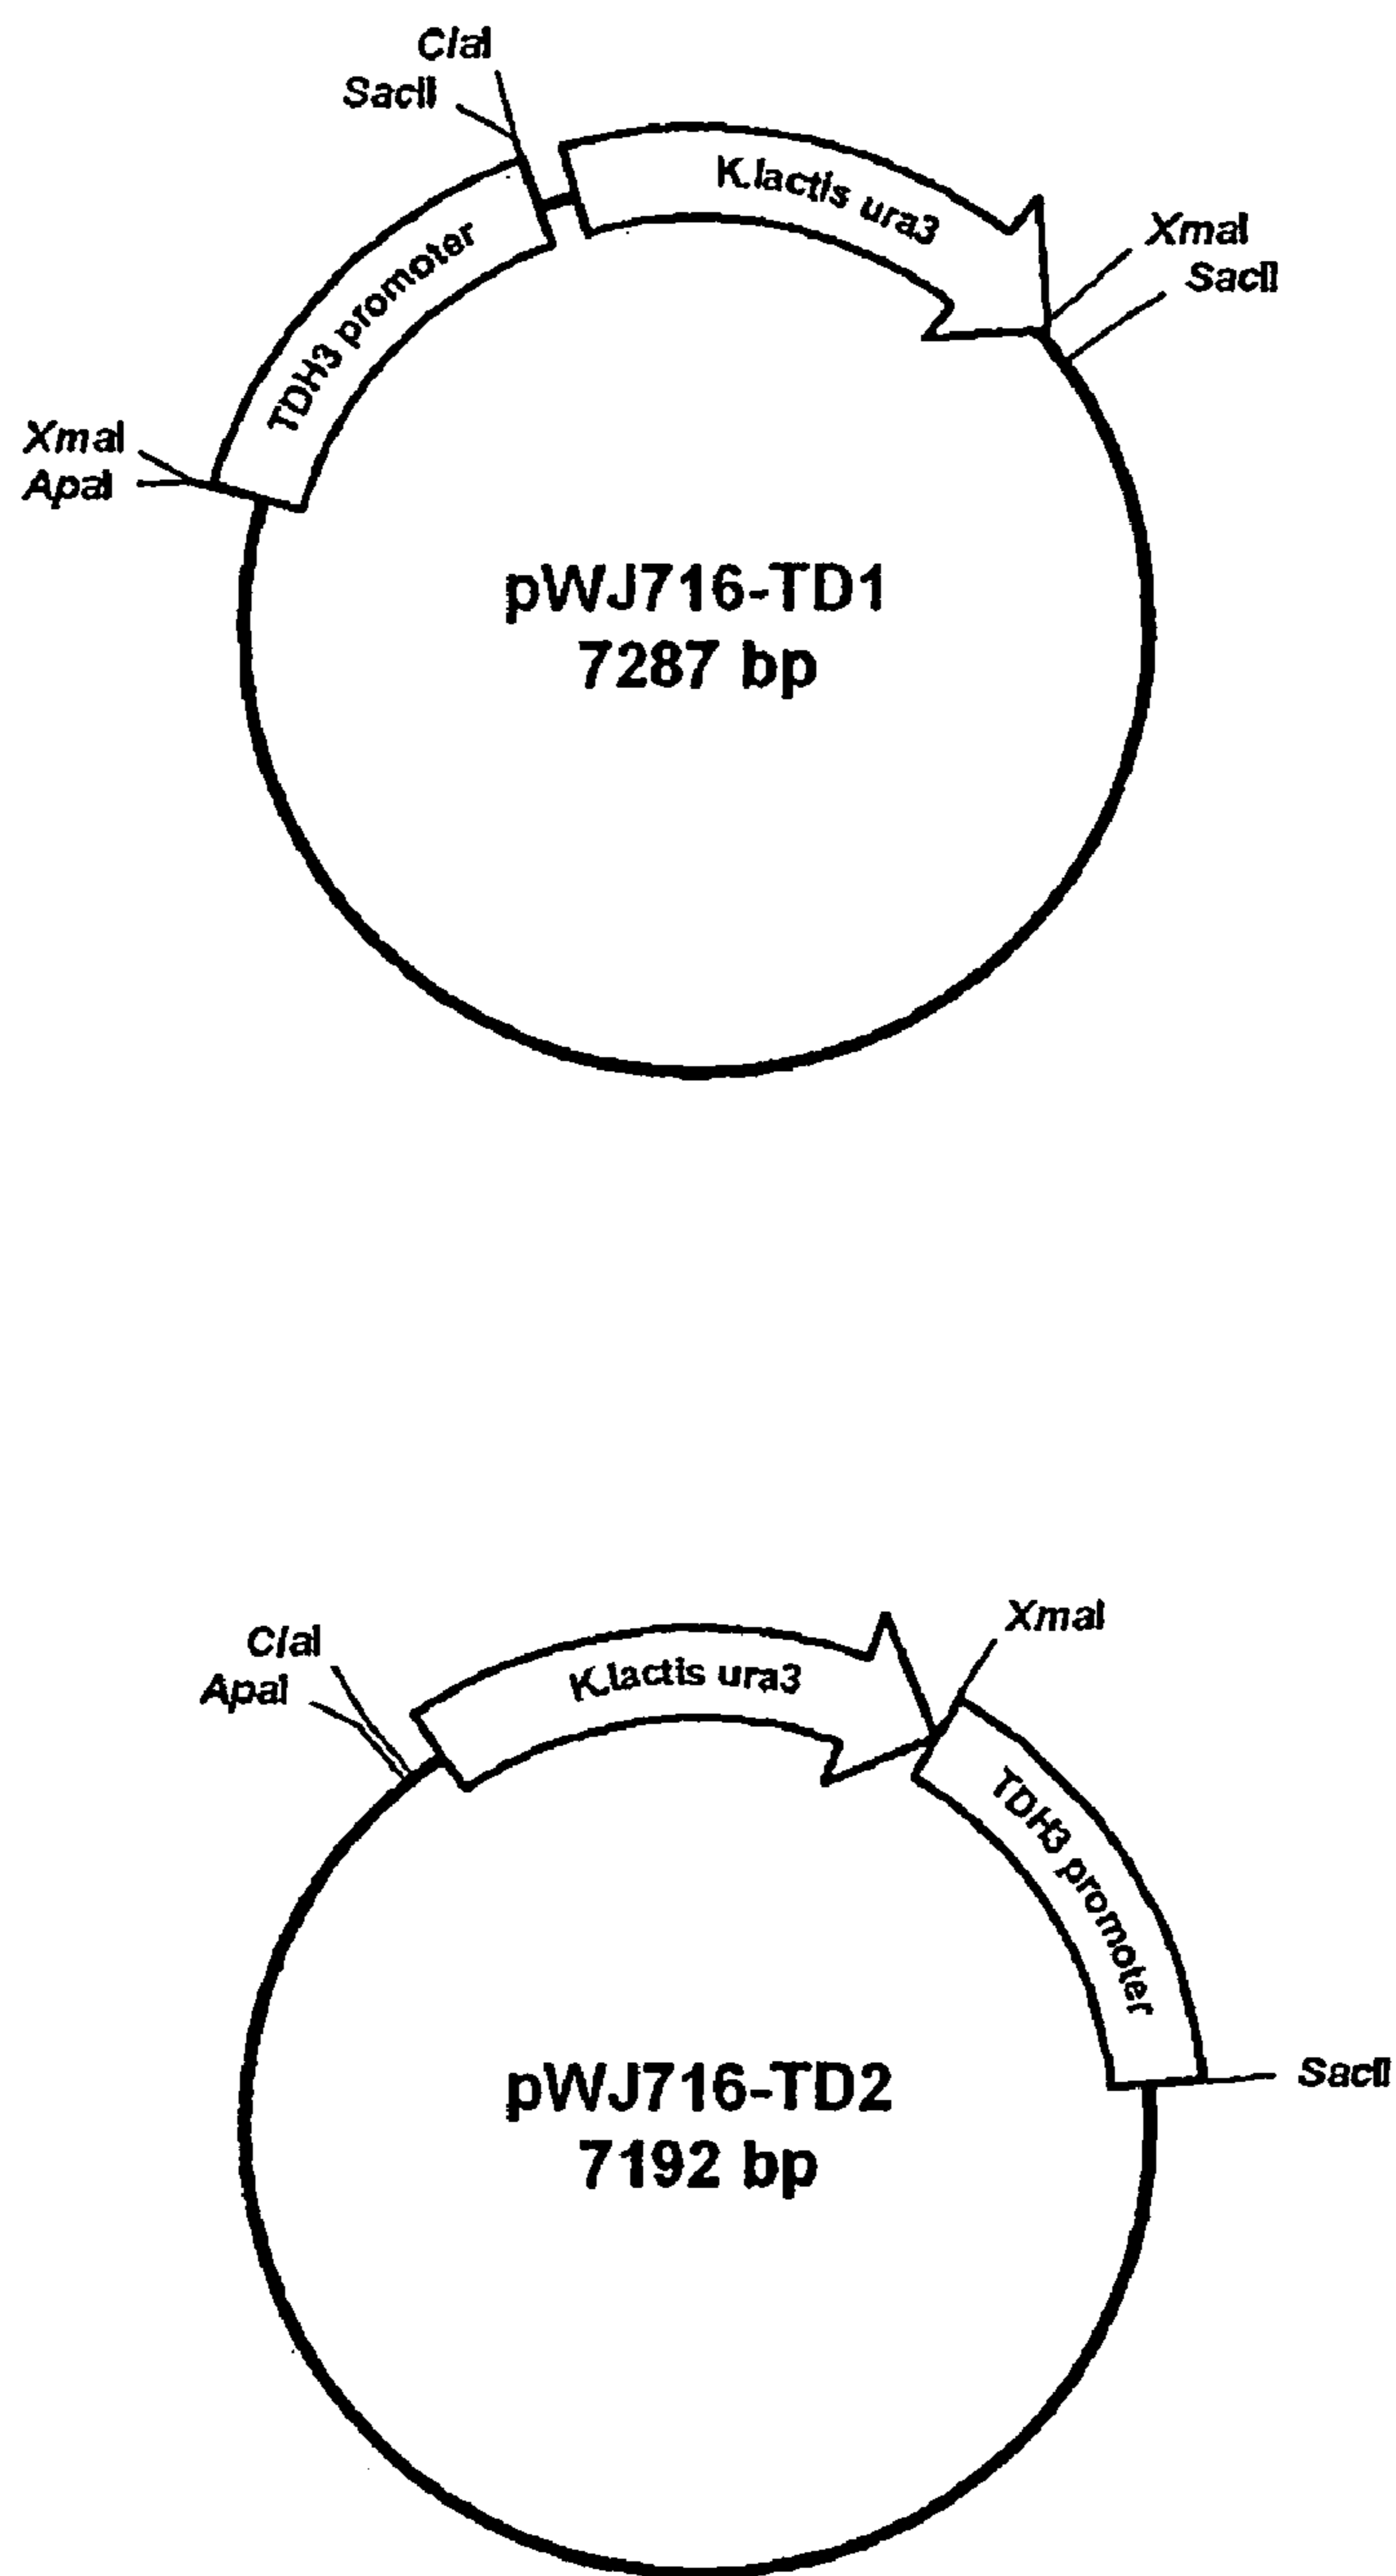 ClaI
SacII
K.lactis ura3
XmaI
SacII
TDH3 promoter
XmaI
ApaI
pWJ716-TD1
7287 bp
XmaI
ClaI
ApaI
K.lactis ura3
TDH3 promoter
SacII
pWJ716-TD2
7192 bp